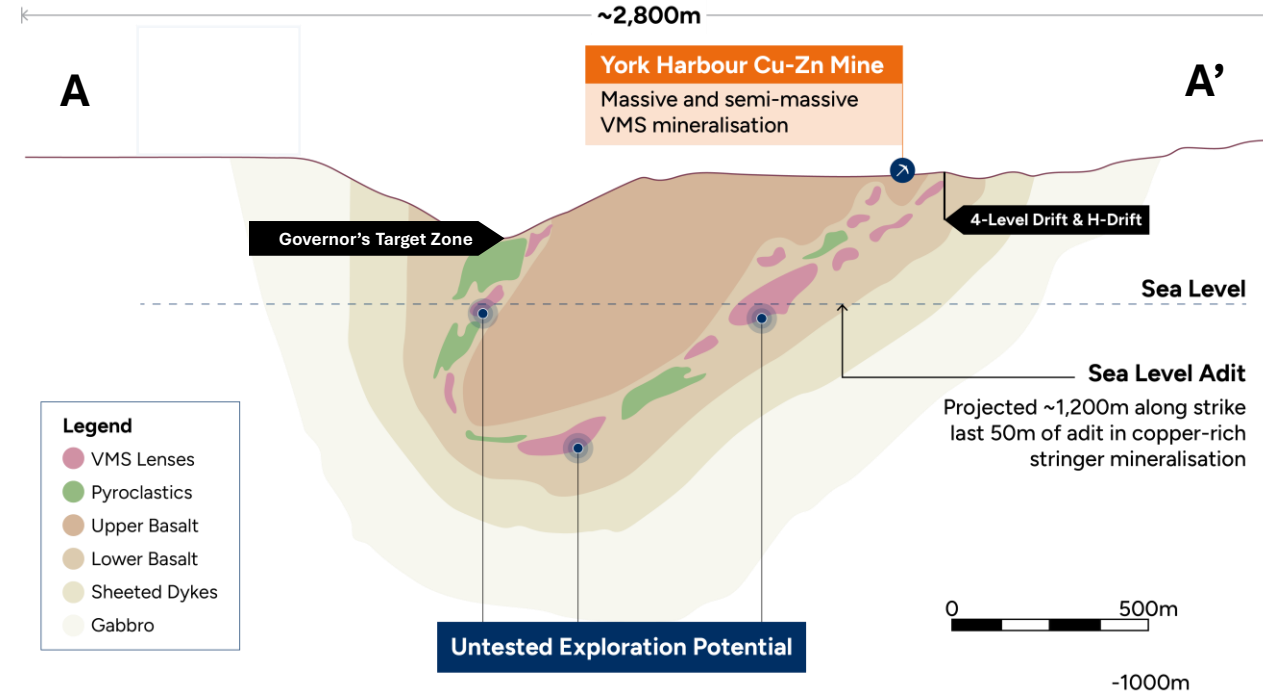 ~2,800m
A
York Harbour Cu-Zn Mine
Massive and semi-massive
VMS mineralisation
A’
Governor’s Target Zone
4-Level Drift & H-Drift
Sea Level
Sea Level Adit
Projected ~1,200m along strike
last 50m of adit in copper-rich
stringer mineralisation
Legend
VMS Lenses
Pyroclastics
Upper Basalt
Lower Basalt
Sheeted Dykes
Gabbro
Untested Exploration Potential
0 500m
-1000m